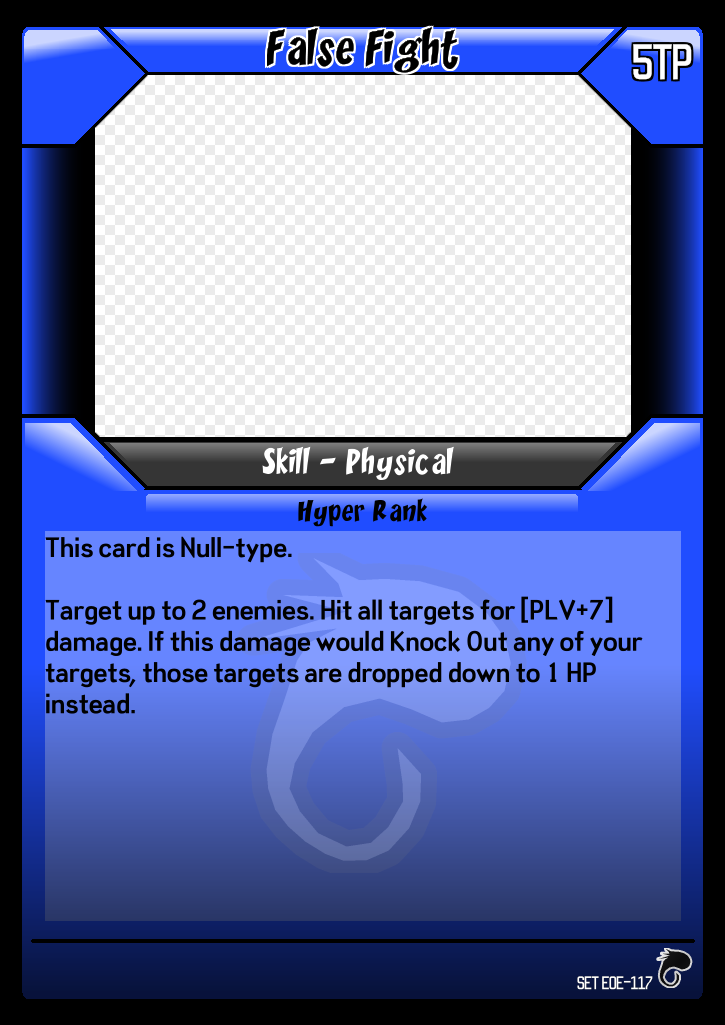 False Fight
5TP
Skill - Physical
Hyper Rank
This card is Null-type.
Target up to 2 enemies. Hit all targets for [PLV+7]
damage. If this damage would Knock Out any of your
targets, those targets are dropped down to 1 HP
instead.
SET EOE-117